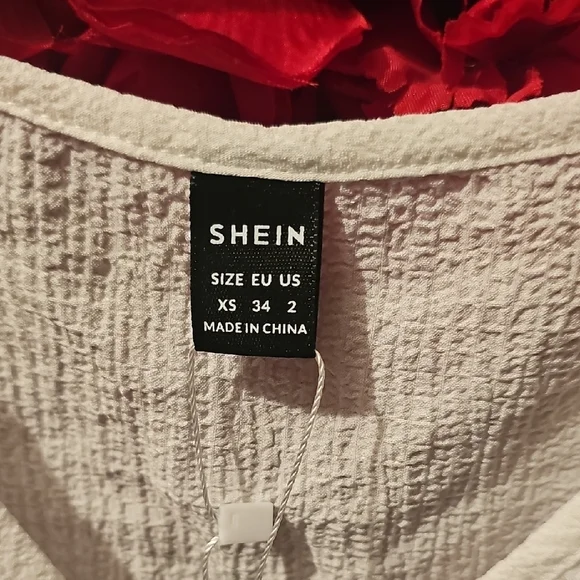 SHEIN
SIZE EU US
XS 34 2
MADE IN CHINA